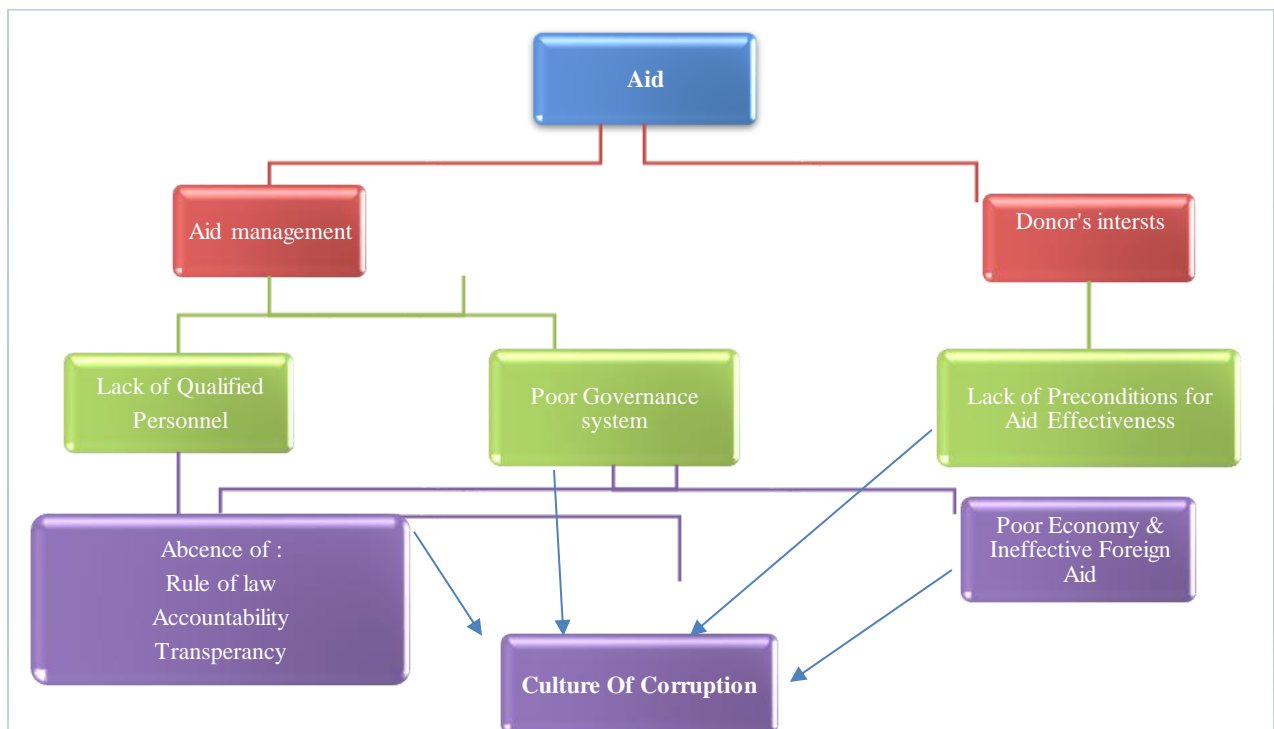 Aid
Aid management
Donor's intersts
Lack of Qualified
Personnel
Poor Governance
system
Lack of Preconditions for
Aid Effectiveness
Abcence of :
Rule of law
Accountability
Transperancy
Poor Economy &
Ineffective Foreign
Aid
Culture Of Corruption